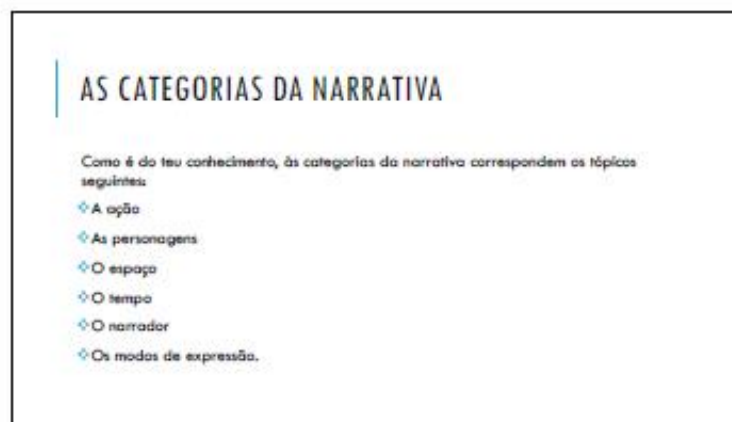 AS CATEGORIAS DA NARRATIVA
Como é do teu conhecimento, às categorias da narrativa correspondem os tópicos
seguintes:
❖A ação
❖As personagens
❖O espaço
❖O tempo
❖O narrador
❖Os modos de expressão.